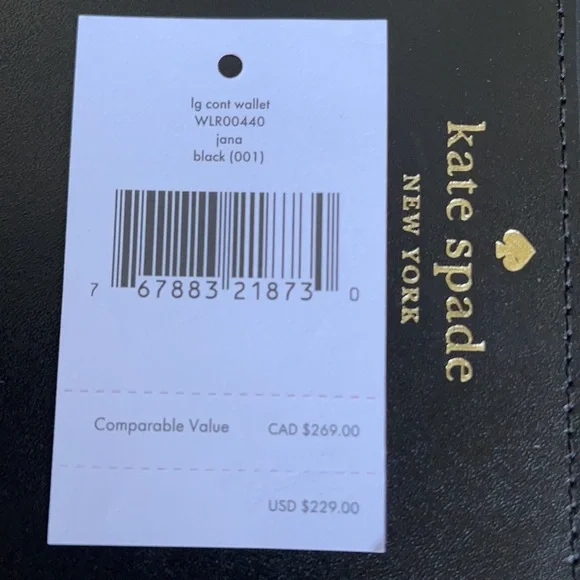 lg cont wallet
WLR00440
jana
black (001)
7 67883 21873 0
Comparable Value CAD $269.00
USD $229.00
kate spade
NEW YORK